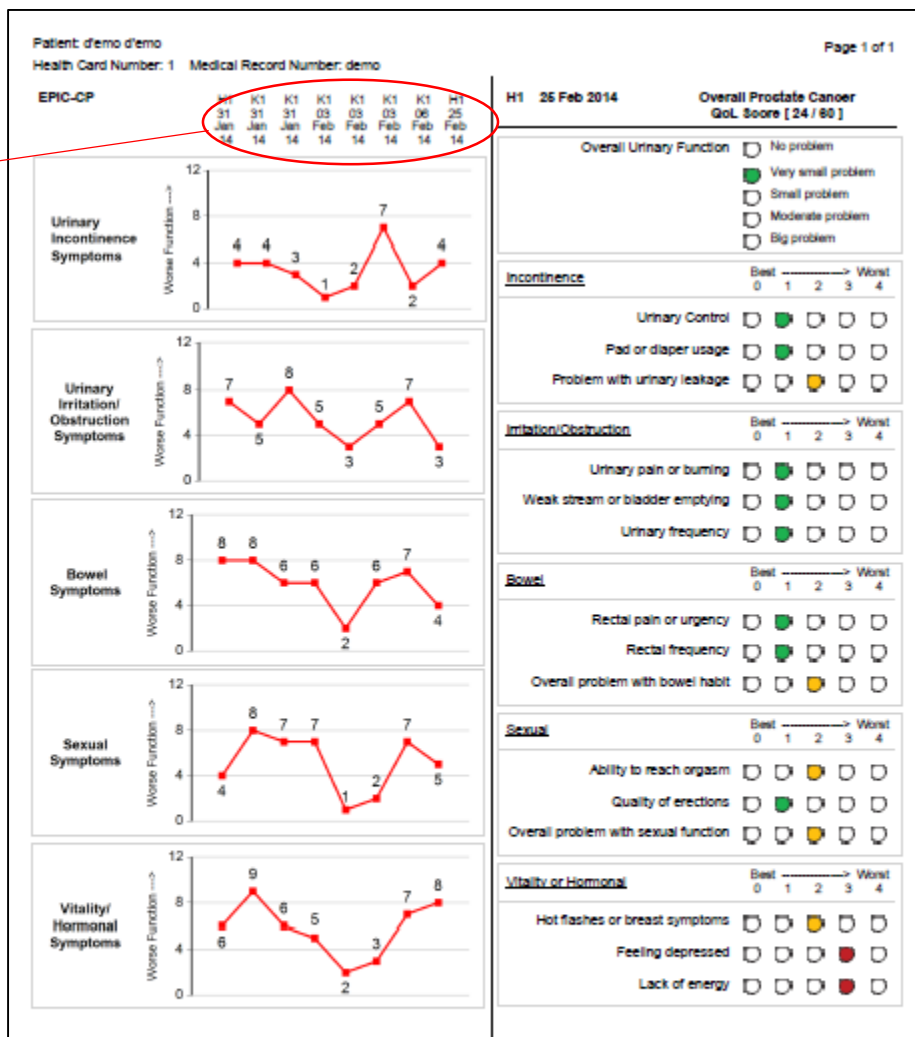 Patient: d'emo d'emo
Page 1 of 1
Health Card Number: 1 Medical Record Number: demo
EPIC-CP
H1 K1 K1 K1 K1 K1 K1 H1
31 31 31 03 03 03 06 25
Jan Jan Jan Feb Feb Feb Feb Feb
14 14 14 14 14 14 14 14
Urinary
Incontinence
Symptoms
Worse Function --->
12
8
4
0
4 4 3 1 2 7 2 4
Urinary
Irritation/
Obstruction
Symptoms
Worse Function --->
12
8
4
0
7 5 8 5 3 5 7 3
Bowel
Symptoms
Worse Function --->
12
8
4
0
8 8 6 6 2 6 7 4
Sexual
Symptoms
Worse Function --->
12
8
4
0
4 8 7 7 1 2 7 5
Vitality/
Hormonal
Symptoms
Worse Function --->
12
8
4
0
6 9 6 5 2 3 7 8
H1 25 Feb 2014 Overall Prostate Cancer
QoL Score [ 24 / 60 ]
Overall Urinary Function No problem
Very small problem
Small problem
Moderate problem
Big problem
Incontinence Best -------------> Worst
0 1 2 3 4
Urinary Control
Pad or diaper usage
Problem with urinary leakage
Irritation/Obstruction Best -------------> Worst
0 1 2 3 4
Urinary pain or burning
Weak stream or bladder emptying
Urinary frequency
Bowel Best -------------> Worst
0 1 2 3 4
Rectal pain or urgency
Rectal frequency
Overall problem with bowel habit
Sexual Best -------------> Worst
0 1 2 3 4
Ability to reach orgasm
Quality of erections
Overall problem with sexual function
Vitality or Hormonal Best -------------> Worst
0 1 2 3 4
Hot flashes or breast symptoms
Feeling depressed
Lack of energy